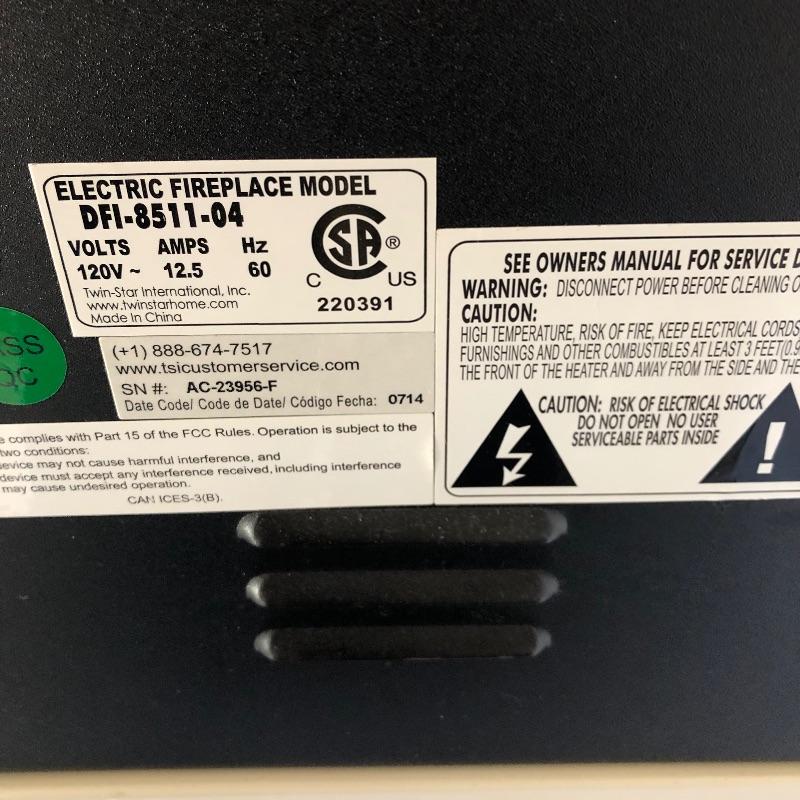 ELECTRIC FIREPLACE MODEL
DFI-8511-04
VOLTS AMPS Hz
120V ~ 12.5 60
Twin-Star International, Inc.
www.twinstarhome.com
Made In China
SA®
C US
220391
SEE OWNERS MANUAL FOR SERVICE
WARNING: DISCONNECT POWER BEFORE CLEANING
CAUTION:
HIGH TEMPERATURE, RISK OF FIRE, KEEP ELECTRICAL CORDS
FURNISHINGS AND OTHER COMBUSTIBLES AT LEAST 3 FEET(0.9
THE FRONT OF THE HEATER AND AWAY FROM THE SIDE AND THE
CAUTION: RISK OF ELECTRICAL SHOCK
DO NOT OPEN NO USER
SERVICEABLE PARTS INSIDE
!
QC
(+1) 888-674-7517
www.tsicustomerservice.com
SN #: AC-23956-F
Date Code/ Code de Date/ Código Fecha: 0714
complies with Part 15 of the FCC Rules. Operation is subject to the
two conditions:
device may not cause harmful interference, and
device must accept any interference received, including interference
may cause undesired operation.
CAN ICES-3(B).